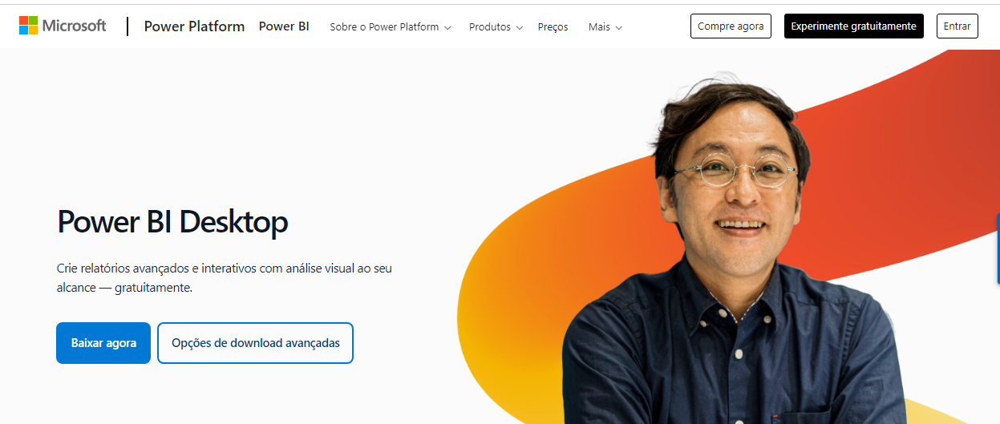 Microsoft
Power Platform
Power BI
Sobre o Power Platform
Produtos
Preços
Mais
Compre agora
Experimente gratuitamente
Entrar
Power BI Desktop
Crie relatórios avançados e interativos com análise visual ao seu
alcance — gratuitamente.
Baixar agora
Opções de download avançadas